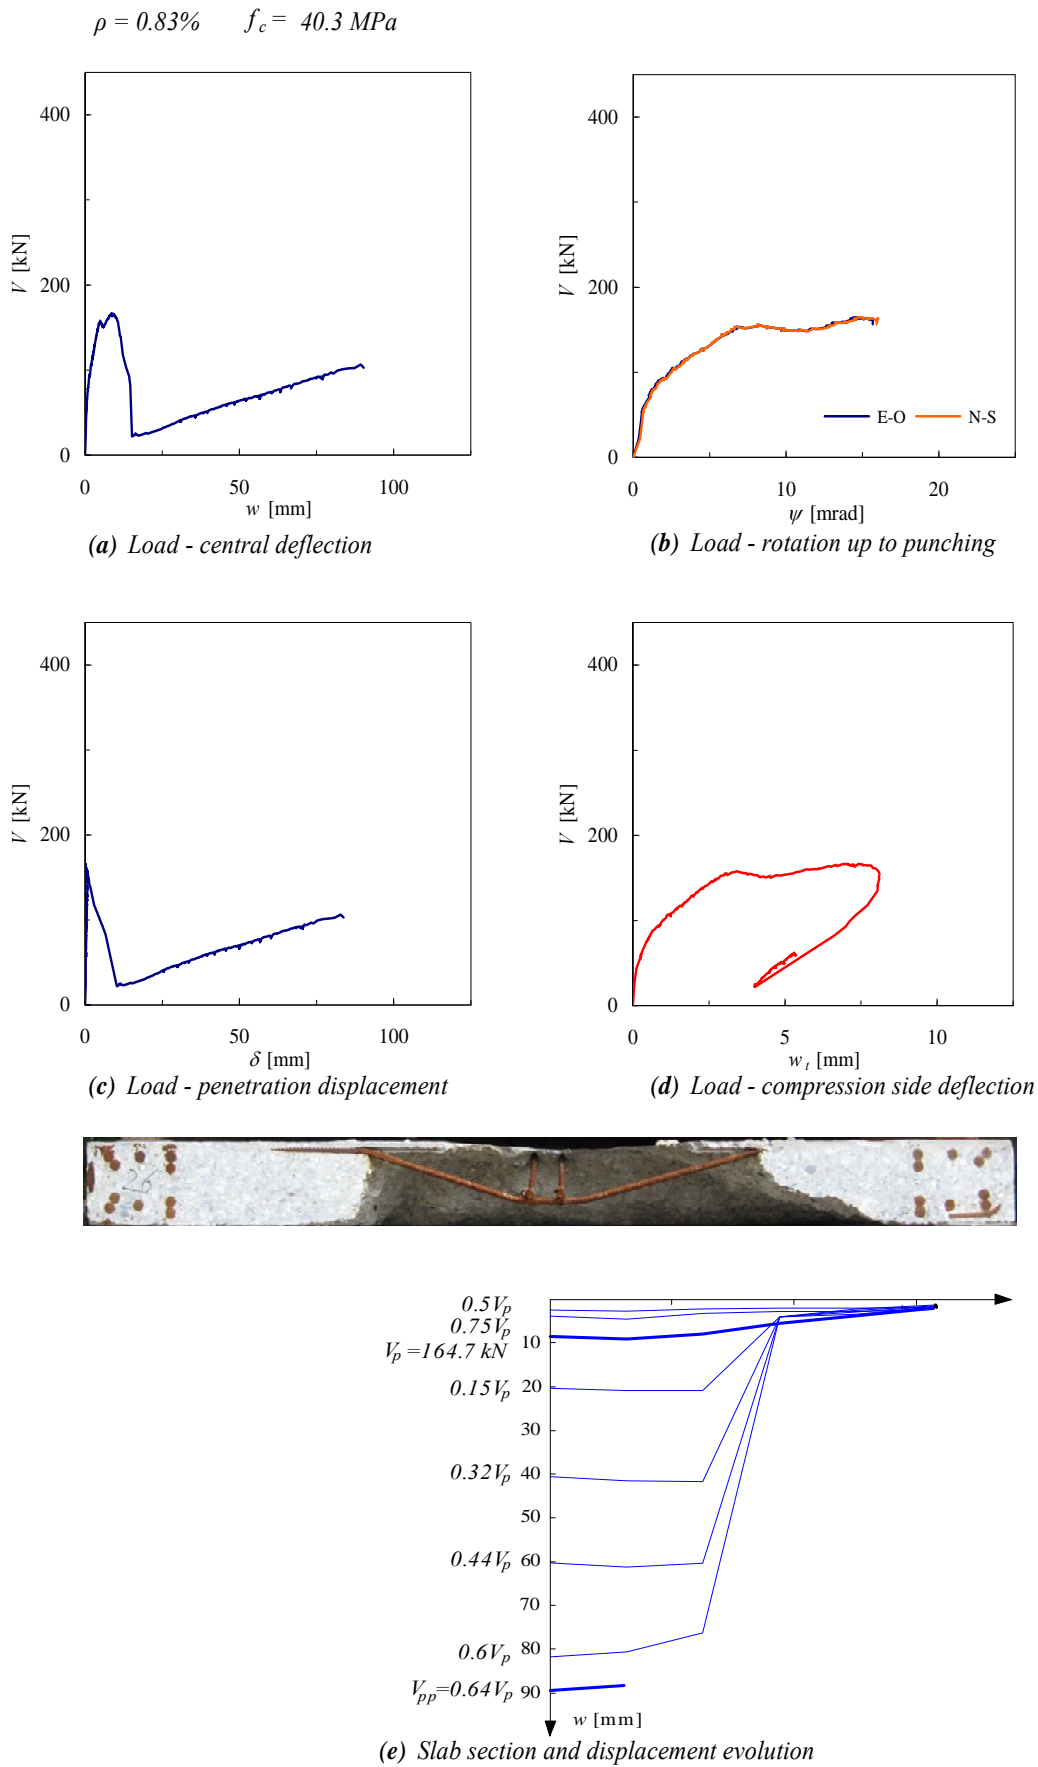 ρ = 0.83% f_c = 40.3 MPa
400
200
0
V [kN]
0 50 100
w [mm]
(a) Load - central deflection
400
200
0
V [kN]
E-O N-S
0 10 20
ψ [mrad]
(b) Load - rotation up to punching
400
200
0
V [kN]
0 50 100
δ [mm]
(c) Load - penetration displacement
400
200
0
V [kN]
0 5 10
w_t [mm]
(d) Load - compression side deflection
26
0.5V_p
0.75V_p
V_p=164.7 kN
10
0.15V_p 20
30
0.32V_p 40
50
0.44V_p 60
70
0.6V_p 80
V_pp=0.64V_p 90
w [mm]
(e) Slab section and displacement evolution